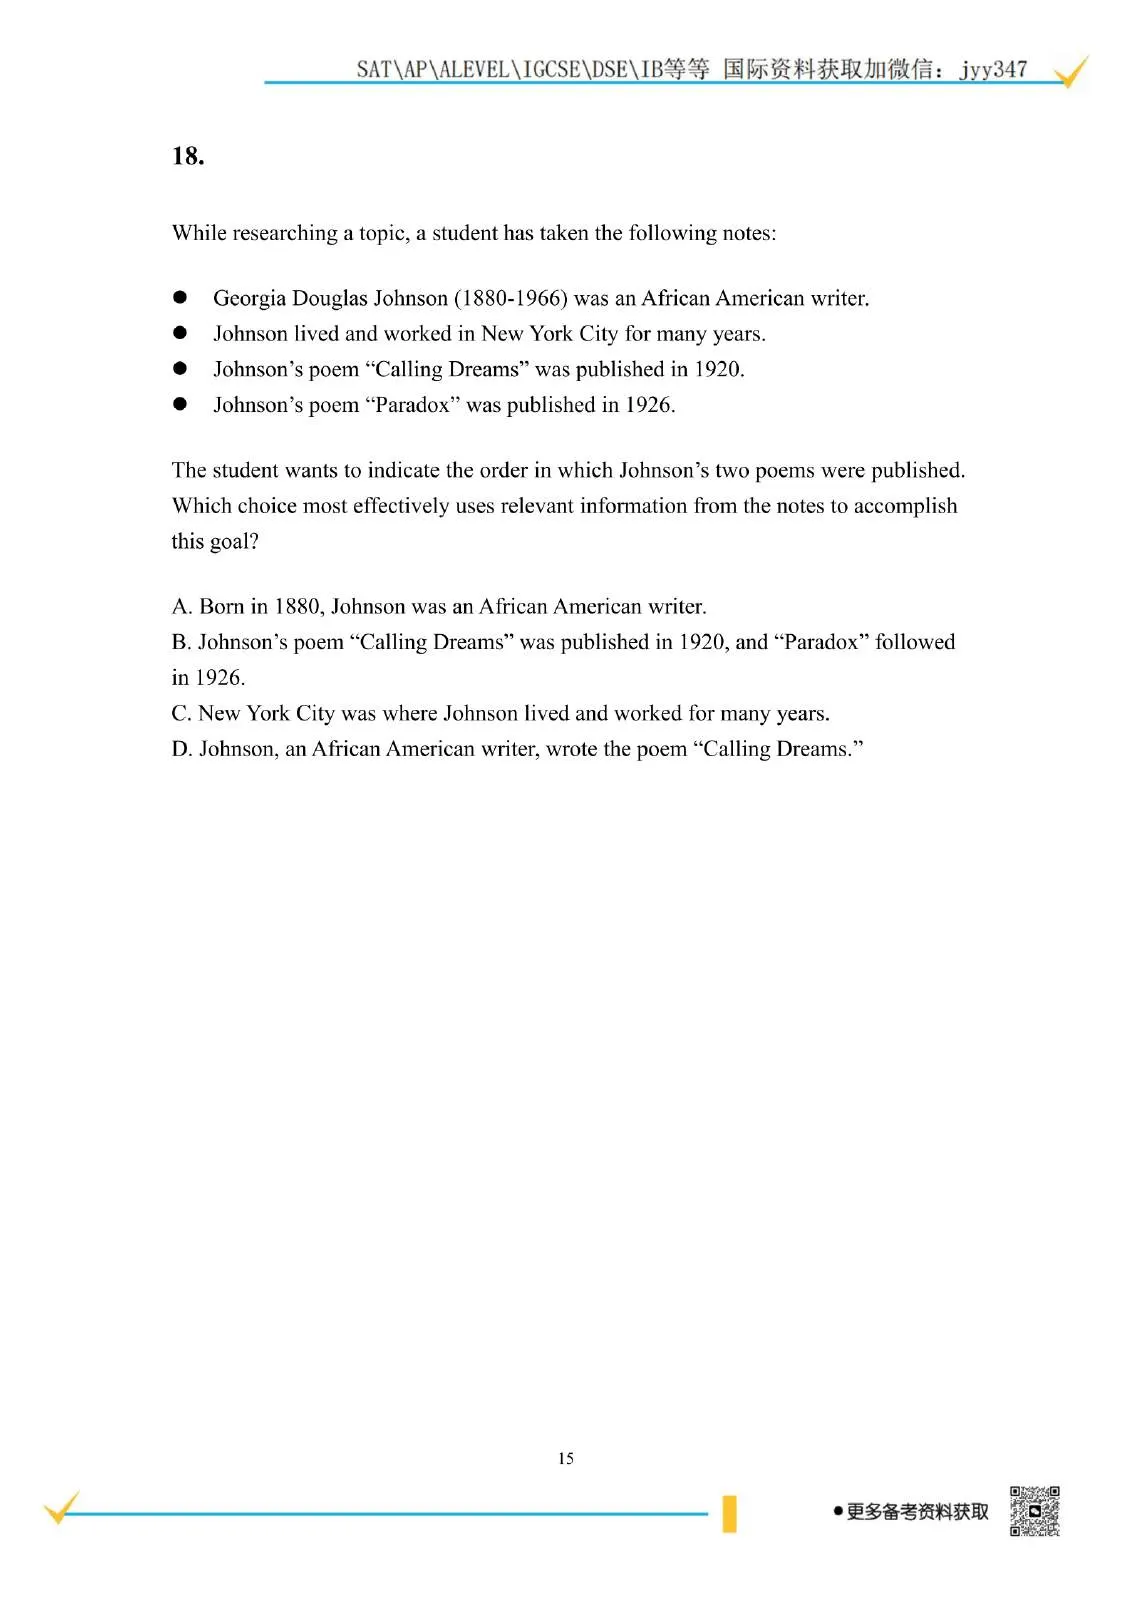 SAT\AP\ALEVEL\IGCSE\DSE\IB等等 国际资料获取加微信：jyy347
18.
While researching a topic, a student has taken the following notes:
● Georgia Douglas Johnson (1880-1966) was an African American writer.
● Johnson lived and worked in New York City for many years.
● Johnson’s poem “Calling Dreams” was published in 1920.
● Johnson’s poem “Paradox” was published in 1926.
The student wants to indicate the order in which Johnson’s two poems were published.
Which choice most effectively uses relevant information from the notes to accomplish
this goal?
A. Born in 1880, Johnson was an African American writer.
B. Johnson’s poem “Calling Dreams” was published in 1920, and “Paradox” followed
in 1926.
C. New York City was where Johnson lived and worked for many years.
D. Johnson, an African American writer, wrote the poem “Calling Dreams.”
15
●更多备考资料获取